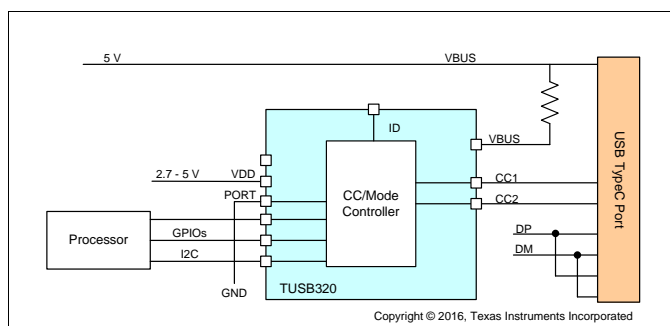 5 V
VBUS
ID
VBUS
2.7 - 5 V
VDD
PORT
CC/Mode
Controller
CC1
CC2
USB TypeC Port
Processor
GPIOs
I2C
DP
DM
GND
TUSB320
Copyright © 2016, Texas Instruments Incorporated